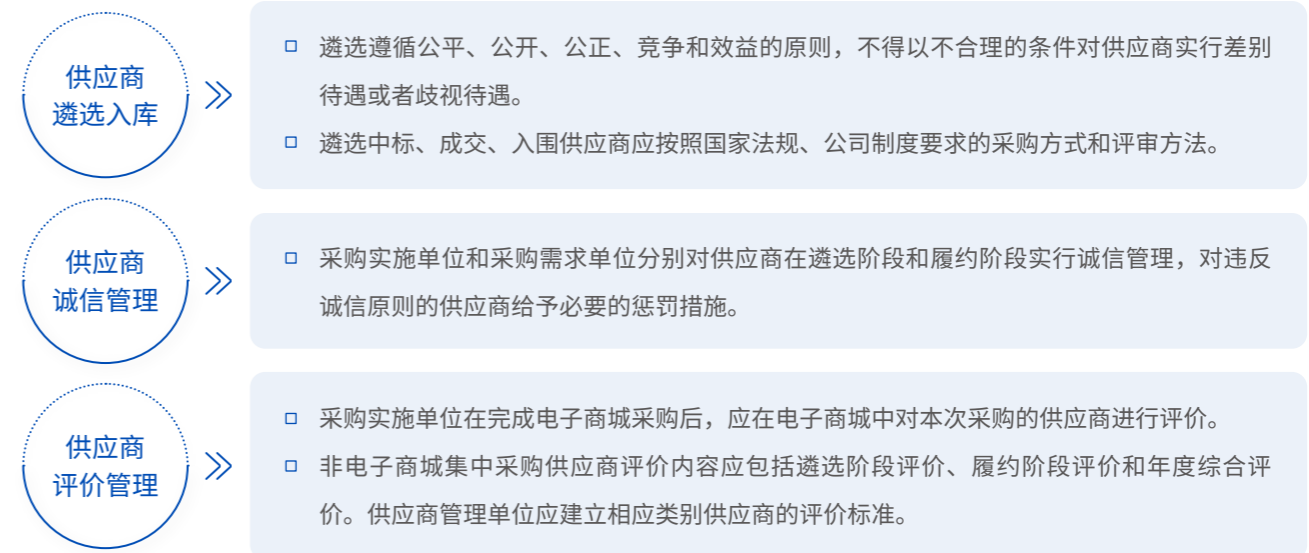 供应商
遴选入库
遴选遵循公平、公开、公正、竞争和效益的原则，不得以不合理的条件对供应商实行差别
待遇或者歧视待遇。
遴选中标、成交、入围供应商应按照国家法规、公司制度要求的采购方式和评审方法。
供应商
诚信管理
采购实施单位和采购需求单位分别对供应商在遴选阶段和履约阶段实行诚信管理，对违反
诚信原则的供应商给予必要的惩罚措施。
供应商
评价管理
采购实施单位在完成电子商城采购后，应在电子商城中对本次采购的供应商进行评价。
非电子商城集中采购供应商评价内容应包括遴选阶段评价、履约阶段评价和年度综合评
价。供应商管理单位应建立相应类别供应商的评价标准。